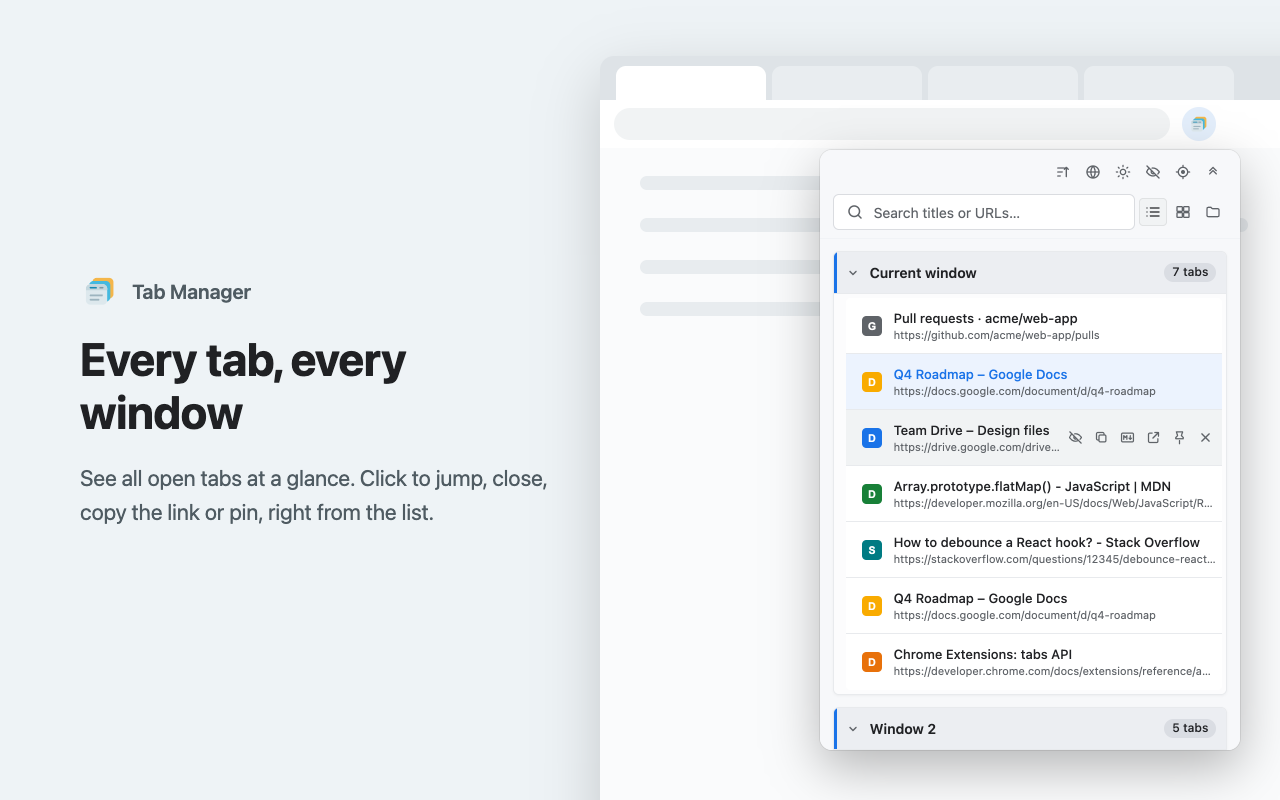 Tab Manager
Every tab, every
window
See all open tabs at a glance. Click to jump, close,
copy the link or pin, right from the list.
Search titles or URLs...
Current window
7 tabs
G
Pull requests · acme/web-app
https://github.com/acme/web-app/pulls
D
Q4 Roadmap – Google Docs
https://docs.google.com/document/d/q4-roadmap
D
Team Drive – Design files
https://drive.google.com/drive...
D
Array.prototype.flatMap() - JavaScript | MDN
https://developer.mozilla.org/en-US/docs/Web/JavaScript/R...
S
How to debounce a React hook? - Stack Overflow
https://stackoverflow.com/questions/12345/debounce-react...
D
Q4 Roadmap – Google Docs
https://docs.google.com/document/d/q4-roadmap
D
Chrome Extensions: tabs API
https://developer.chrome.com/docs/extensions/reference/a...
Window 2
5 tabs